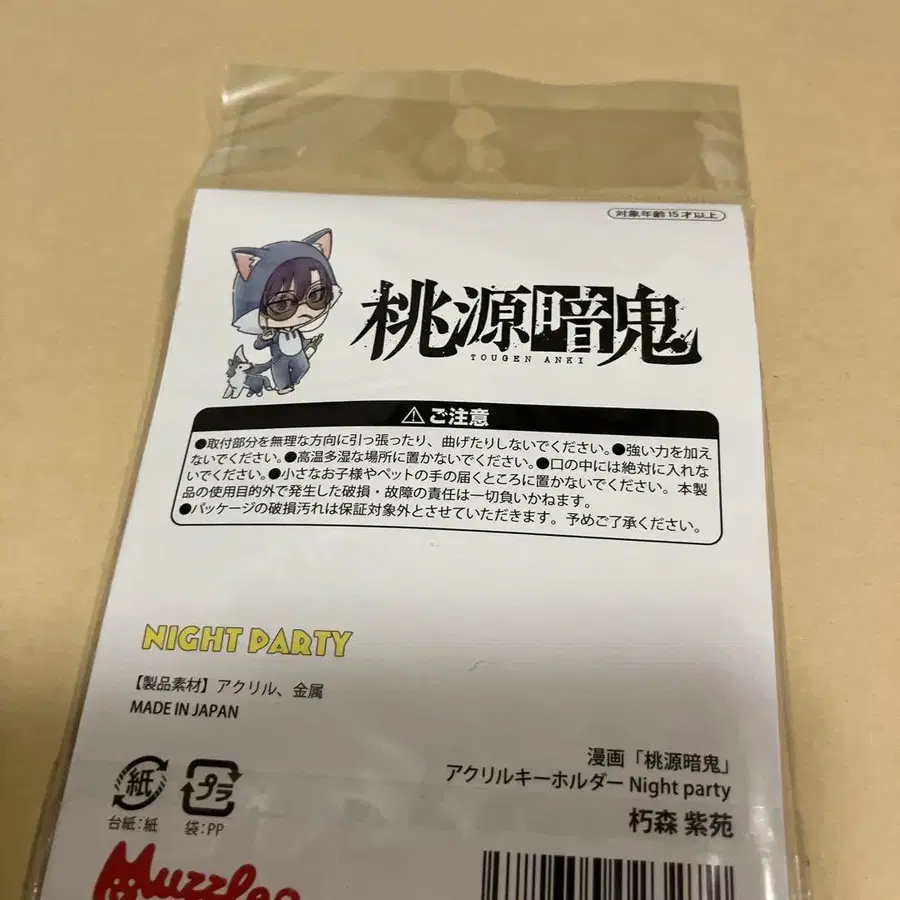 対象年齢15才以上
桃源暗鬼
TOUGEN ANKI
⚠ご注意
●取付部分を無理な方向に引っ張ったり、曲げたりしないでください。●強い力を加え
ないでください。●高温多湿な場所に置かないでください。●口の中には絶対に入れな
いでください。●小さなお子様やペットの手の届くところに置かないでください。本製
品の使用目的外で発生した破損・故障の責任は一切負いかねます。
●パッケージの破損汚れは保証対象外とさせていただきます。予めご了承ください。
NIGHT PARTY
【製品素材】アクリル、金属
MADE IN JAPAN
漫画「桃源暗鬼」
アクリルキーホルダー Night party
朽森 紫苑
紙
プラ
台紙:紙
袋:PP